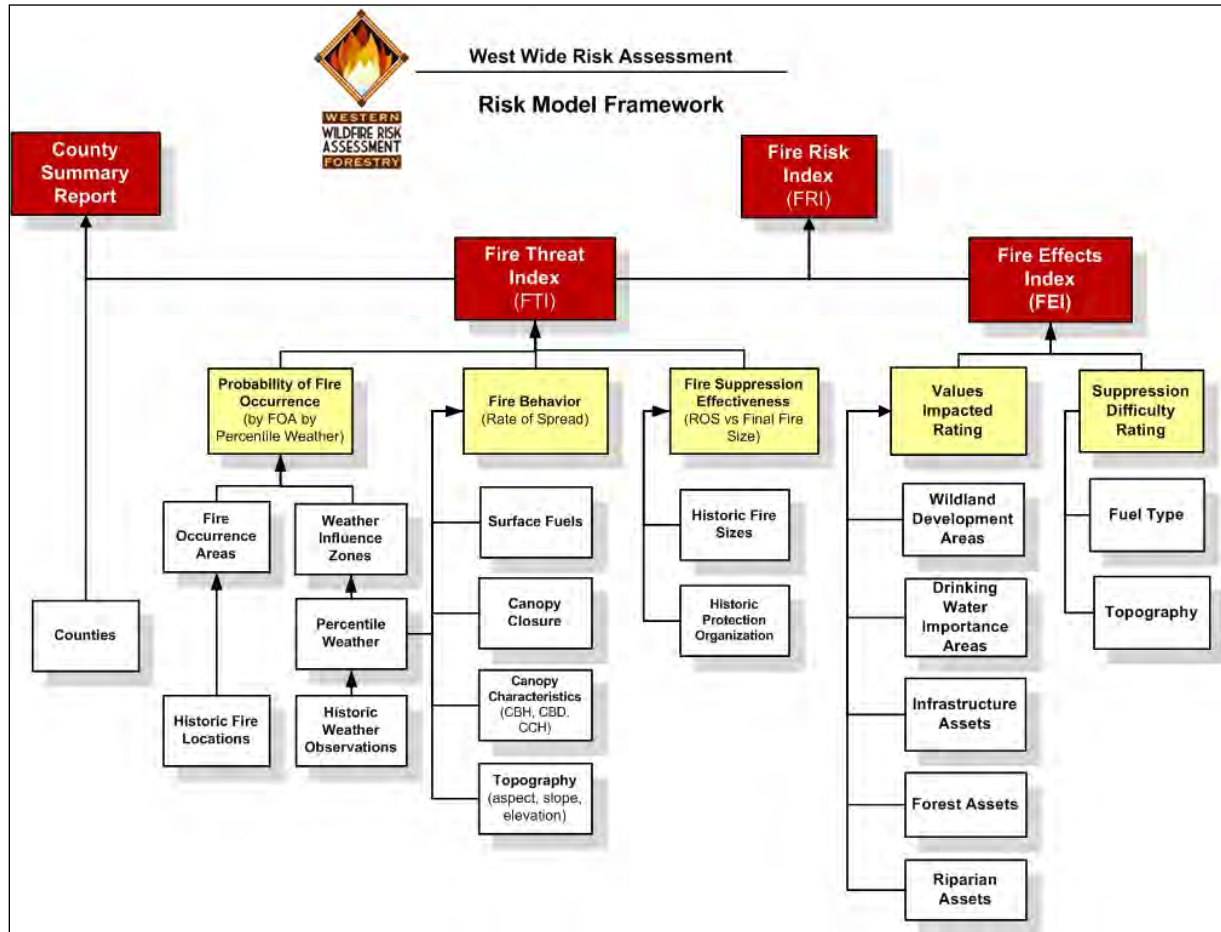 West Wide Risk Assessment
Risk Model Framework
WESTERN
WILDFIRE RISK
ASSESSMENT
FORESTRY
County
Summary
Report
Fire Risk
Index
(FRI)
Fire Threat
Index
(FTI)
Fire Effects
Index
(FEI)
Probability of Fire
Occurrence
(by FOA by
Percentile Weather)
Fire Behavior
(Rate of Spread)
Fire Suppression
Effectiveness
(ROS vs Final Fire
Size)
Values
Impacted
Rating
Suppression
Difficulty
Rating
Fire
Occurrence
Areas
Weather
Influence
Zones
Surface Fuels
Historic Fire
Sizes
Wildland
Development
Areas
Fuel Type
Counties
Percentile
Weather
Canopy
Closure
Historic
Protection
Organization
Drinking
Water
Importance
Areas
Topography
Historic Fire
Locations
Historic
Weather
Observations
Canopy
Characteristics
(CBH, CBD,
CCH)
Infrastructure
Assets
Topography
(aspect, slope,
elevation)
Forest Assets
Riparian
Assets